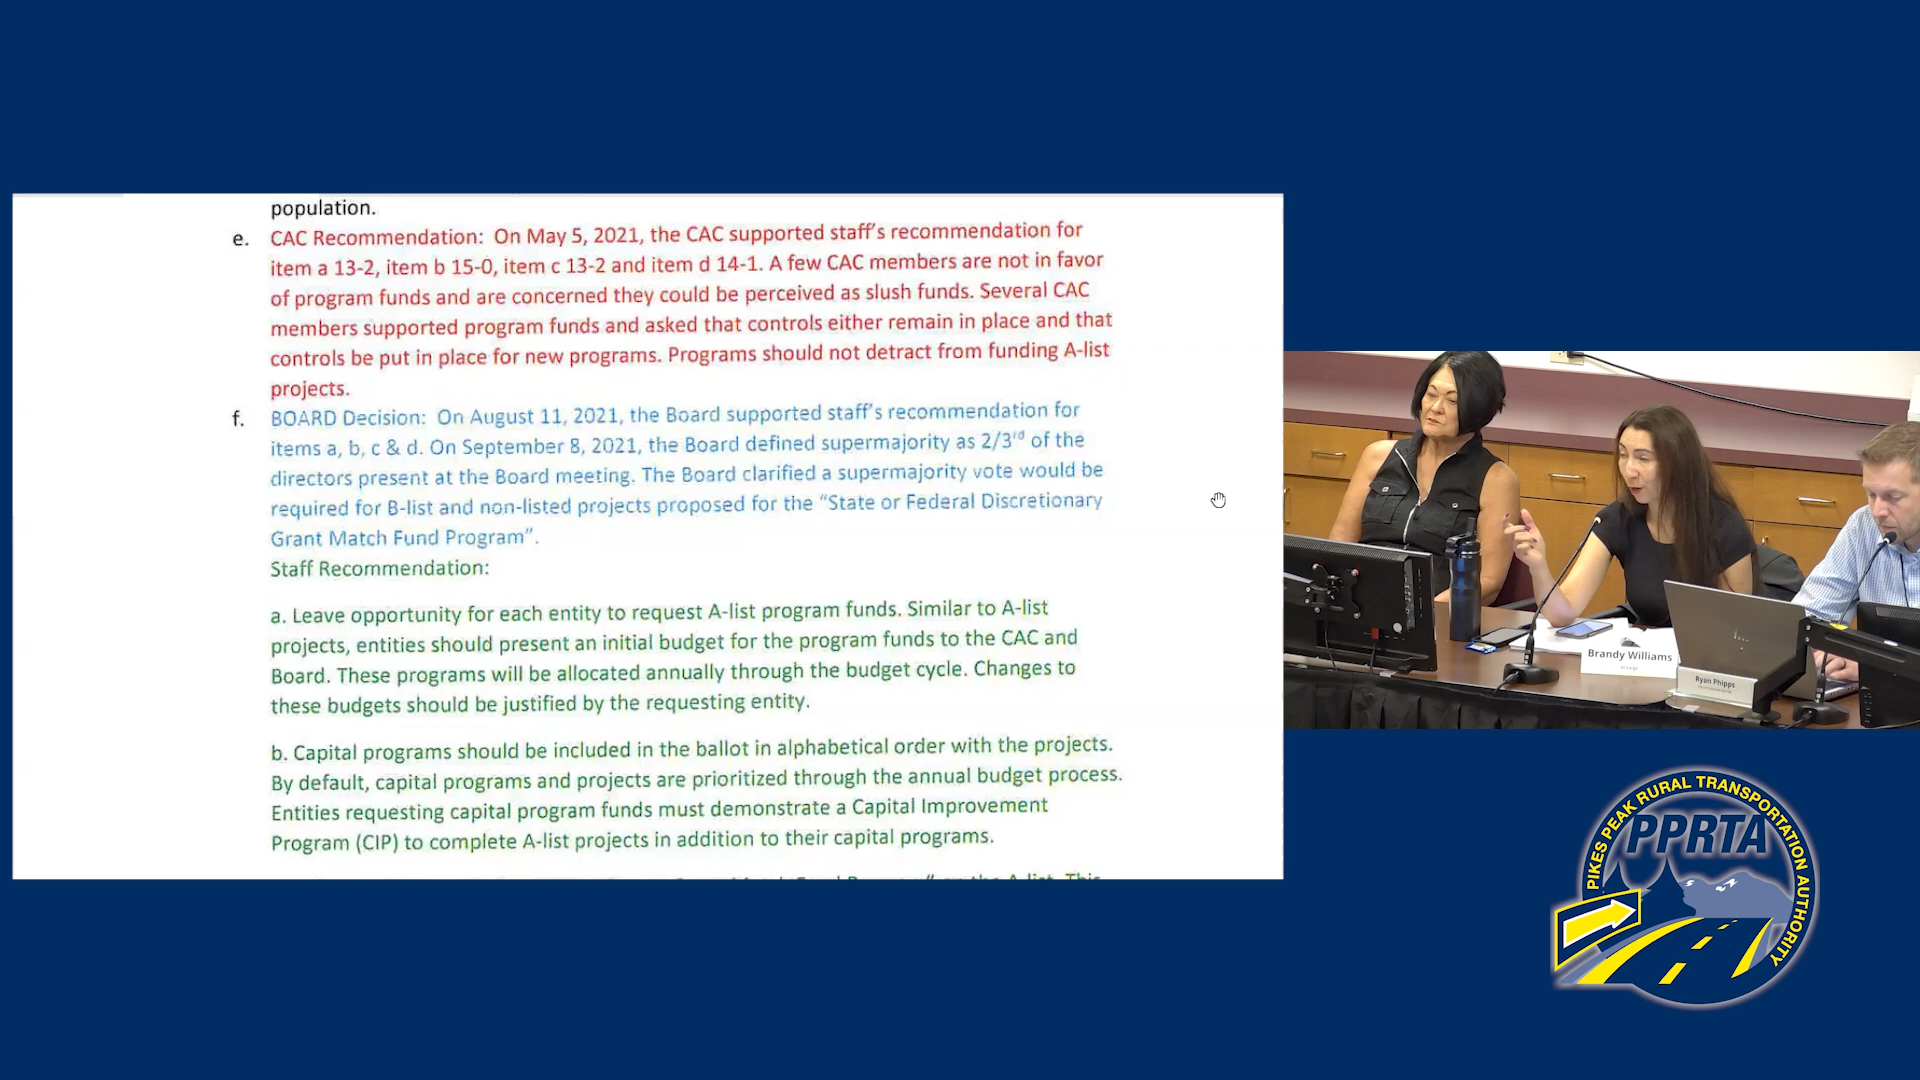 population.
e. CAC Recommendation: On May 5, 2021, the CAC supported staff's recommendation for
item a 13-2, item b 15-0, item c 13-2 and item d 14-1. A few CAC members are not in favor
of program funds and are concerned they could be perceived as slush funds. Several CAC
members supported program funds and asked that controls either remain in place and that
controls be put in place for new programs. Programs should not detract from funding A-list
projects.
f. BOARD Decision: On August 11, 2021, the Board supported staff's recommendation for
items a, b, c & d. On September 8, 2021, the Board defined supermajority as 2/3rd of the
directors present at the Board meeting. The Board clarified a supermajority vote would be
required for B-list and non-listed projects proposed for the "State or Federal Discretionary
Grant Match Fund Program".
Staff Recommendation:
a. Leave opportunity for each entity to request A-list program funds. Similar to A-list
projects, entities should present an initial budget for the program funds to the CAC and
Board. These programs will be allocated annually through the budget cycle. Changes to
these budgets should be justified by the requesting entity.
b. Capital programs should be included in the ballot in alphabetical order with the projects.
By default, capital programs and projects are prioritized through the annual budget process.
Entities requesting capital program funds must demonstrate a Capital Improvement
Program (CIP) to complete A-list projects in addition to their capital programs.
Brandy Williams
Ryan Phipps
PIKES PEAK RURAL TRANSPORTATION AUTHORITY
PPRTA